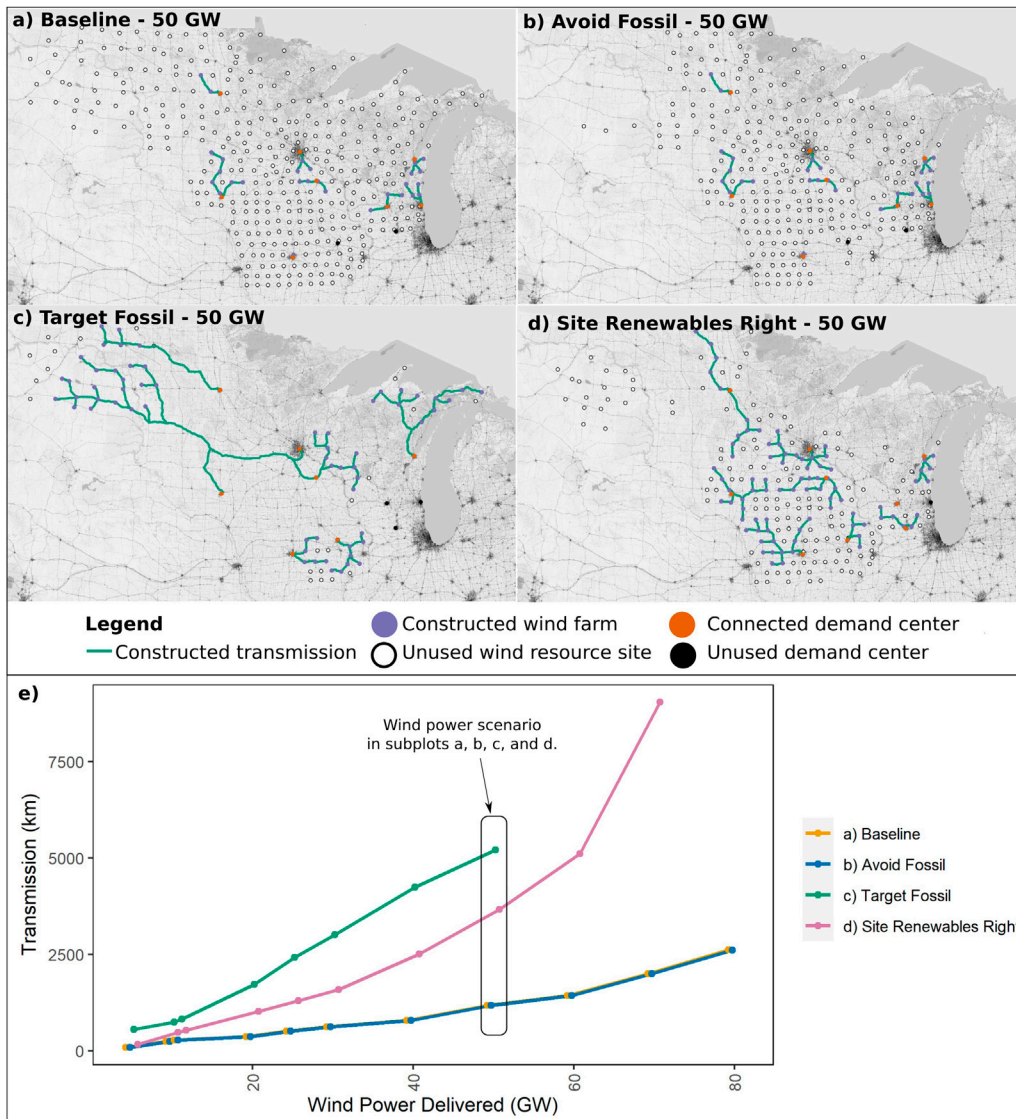 a) Baseline - 50 GW
b) Avoid Fossil - 50 GW
c) Target Fossil - 50 GW
d) Site Renewables Right - 50 GW
Legend
Constructed transmission
Constructed wind farm
Unused wind resource site
Connected demand center
Unused demand center
e)
Wind power scenario
in subplots a, b, c, and d.
Transmission (km)
7500
5000
2500
0
20
40
60
80
Wind Power Delivered (GW)
a) Baseline
b) Avoid Fossil
c) Target Fossil
d) Site Renewables Right